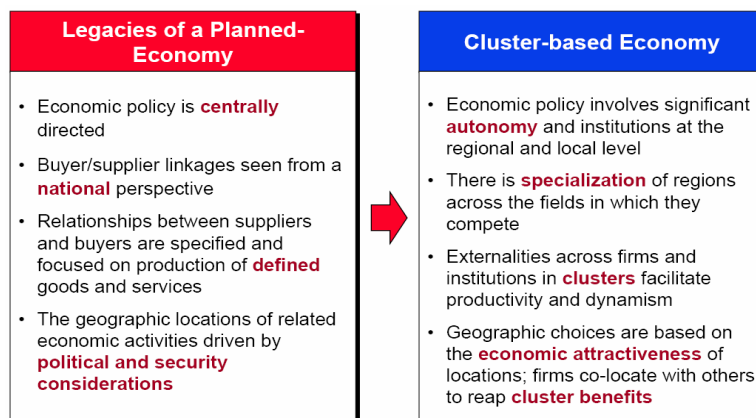 Legacies of a Planned-
Economy
• Economic policy is centrally
directed
• Buyer/supplier linkages seen from a
national perspective
• Relationships between suppliers
and buyers are specified and
focused on production of defined
goods and services
• The geographic locations of related
economic activities driven by
political and security
considerations
Cluster-based Economy
• Economic policy involves significant
autonomy and institutions at the
regional and local level
• There is specialization of regions
across the fields in which they
compete
• Externalities across firms and
institutions in clusters facilitate
productivity and dynamism
• Geographic choices are based on
the economic attractiveness of
locations; firms co-locate with others
to reap cluster benefits